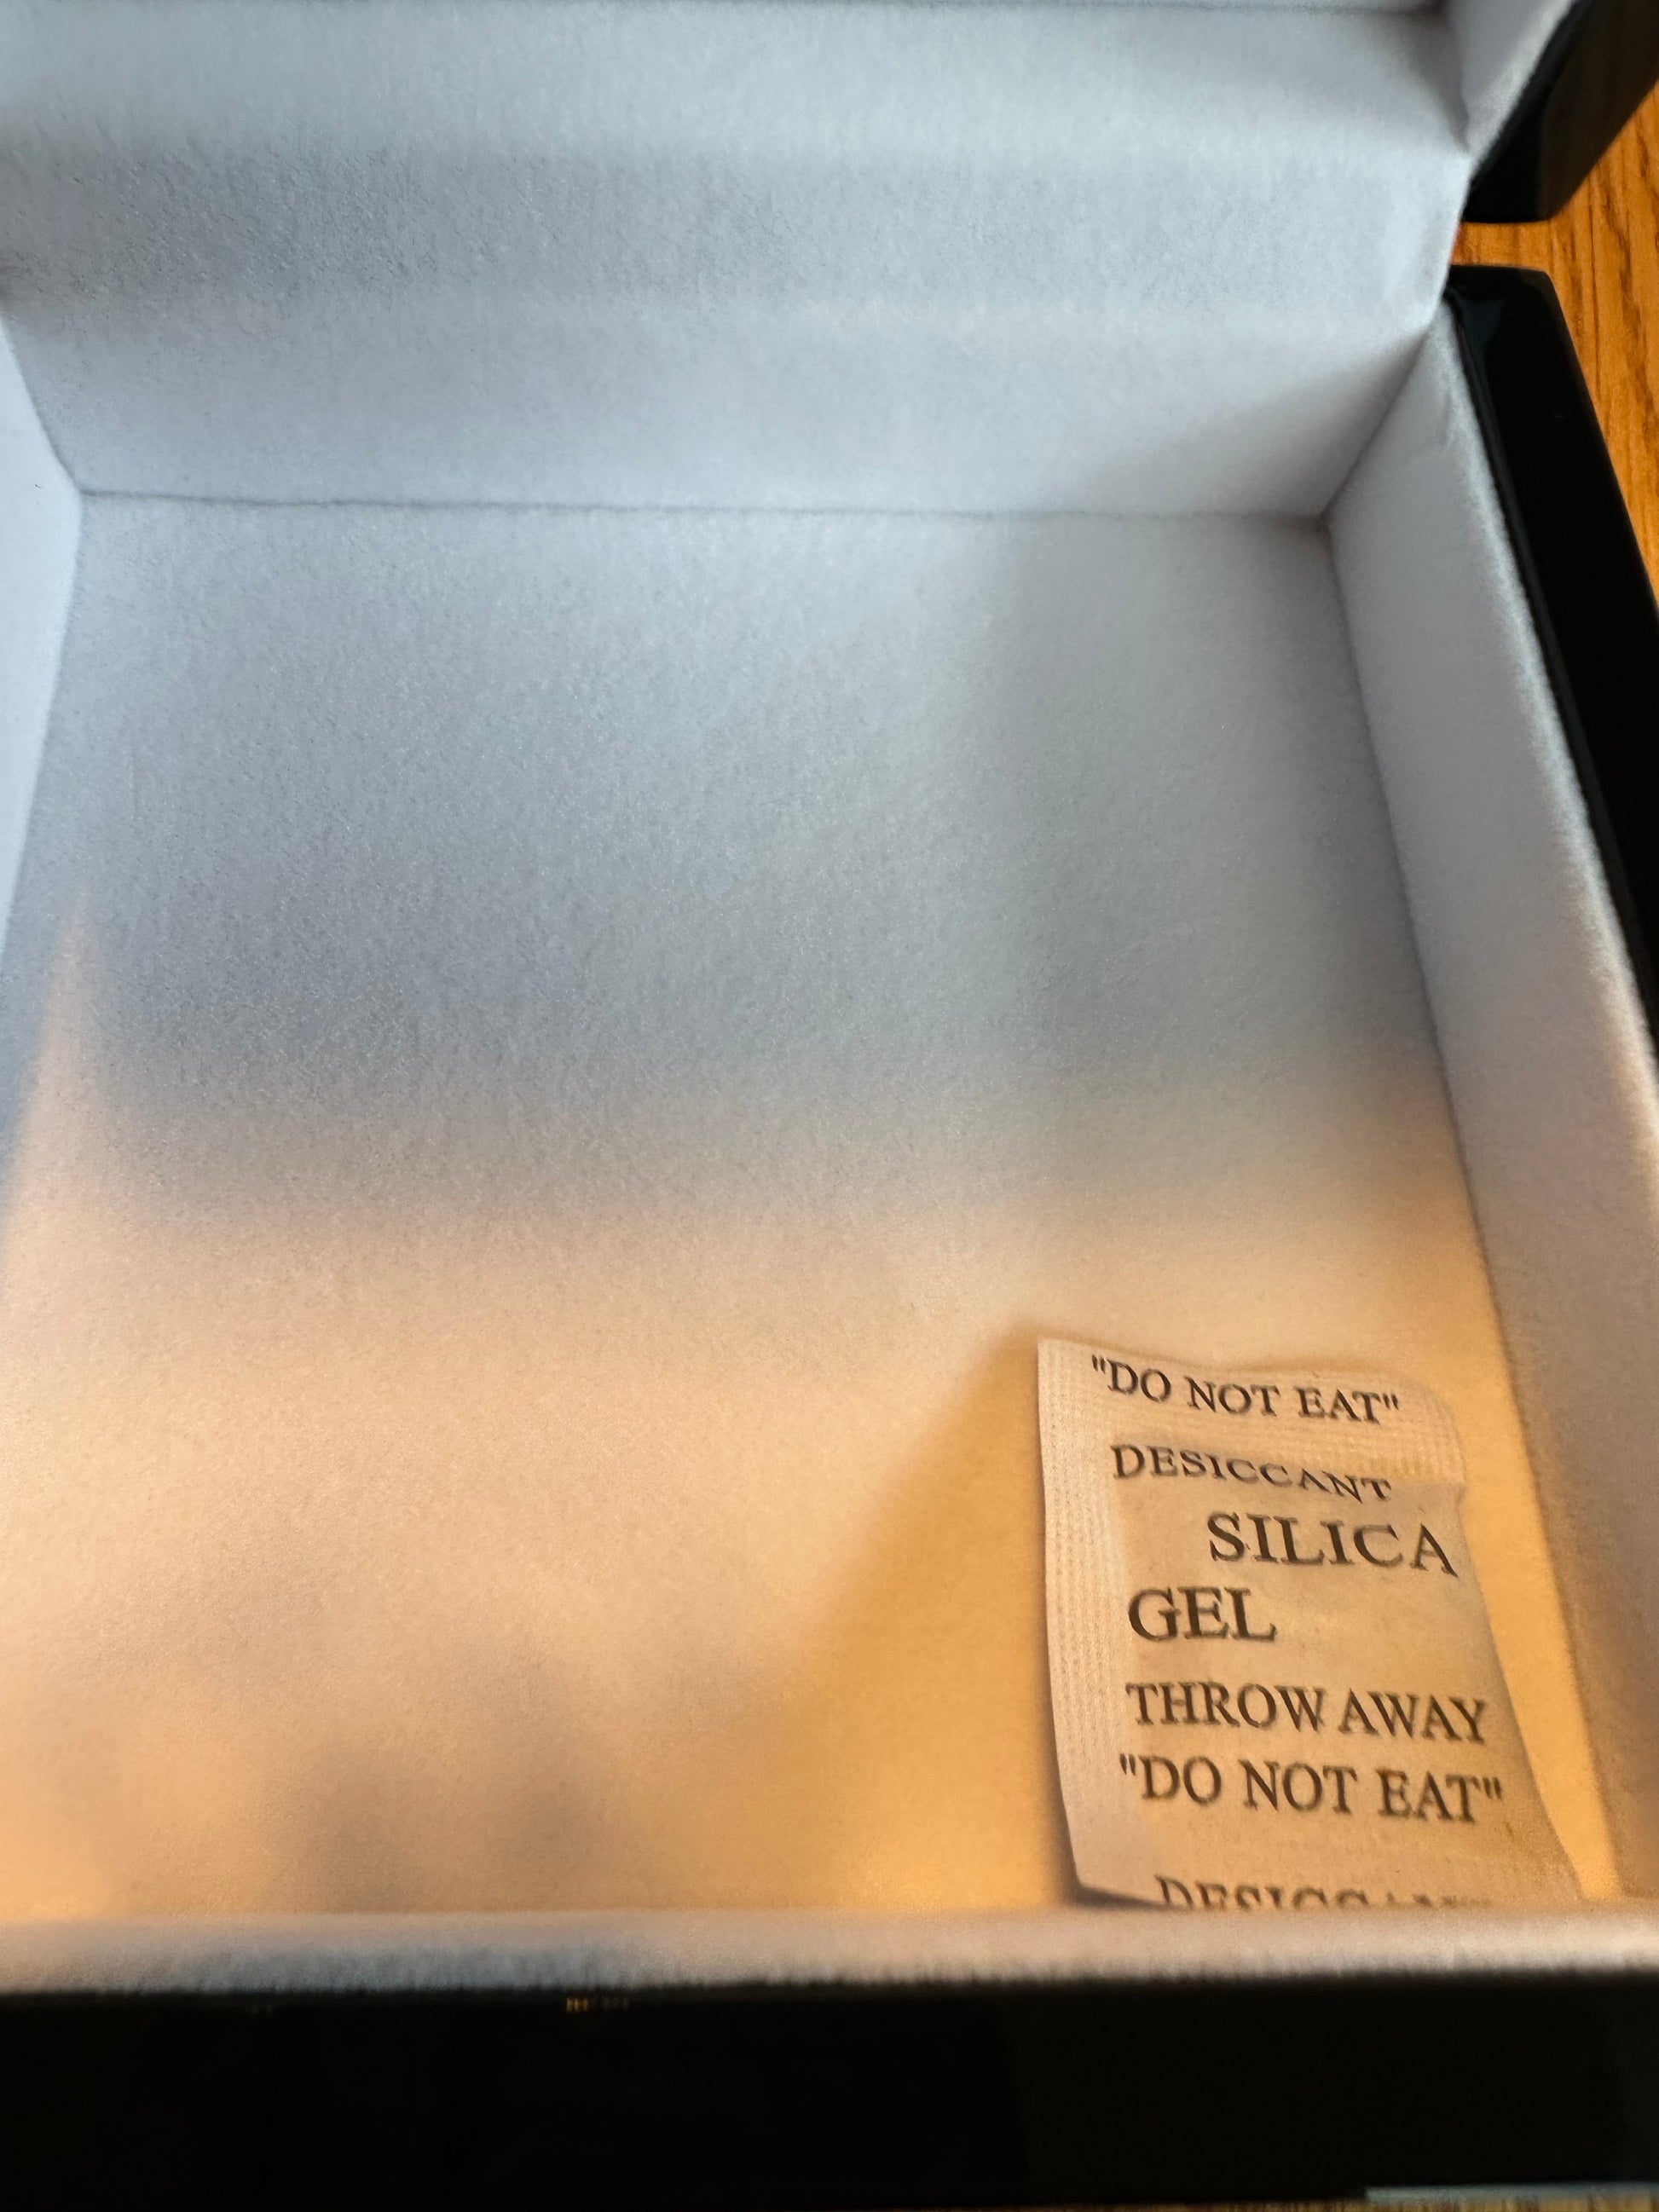 "DO NOT EAT"
DESICCANT
SILICA
GEL
THROW AWAY
"DO NOT EAT"